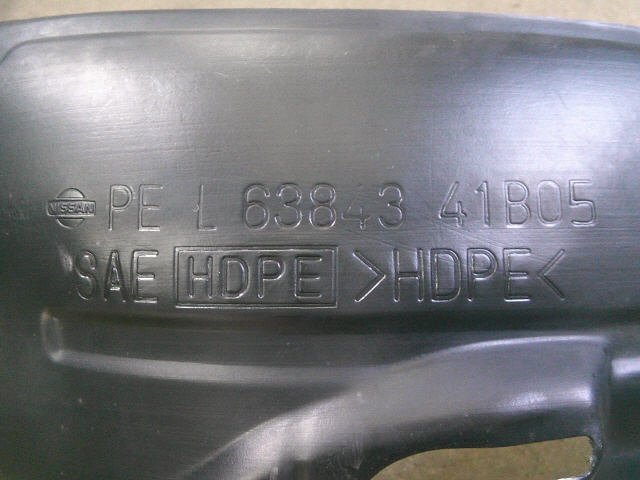 NISSAN PE L 63843 41B05
SAE HDPE >HDPE<